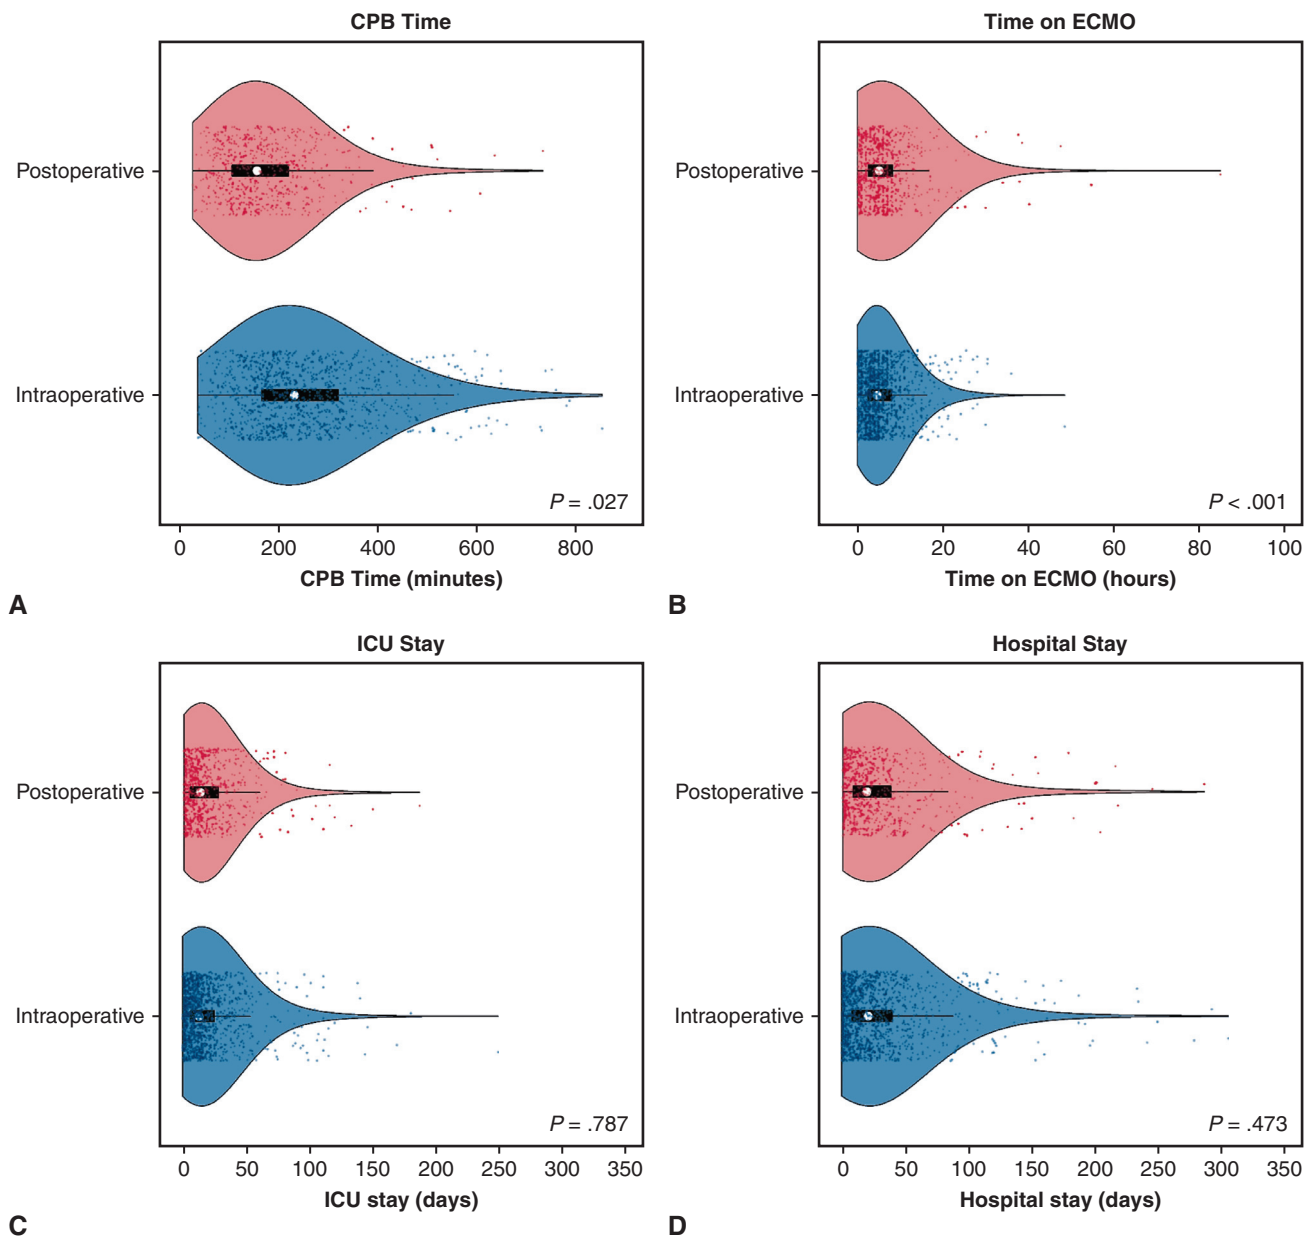 CPB Time
Postoperative
Intraoperative
P = .027
0 200 400 600 800
CPB Time (minutes)
A
Time on ECMO
Postoperative
Intraoperative
P < .001
0 20 40 60 80 100
Time on ECMO (hours)
B
ICU Stay
Postoperative
Intraoperative
P = .787
0 50 100 150 200 250 300 350
ICU stay (days)
C
Hospital Stay
Postoperative
Intraoperative
P = .473
0 50 100 150 200 250 300 350
Hospital stay (days)
D